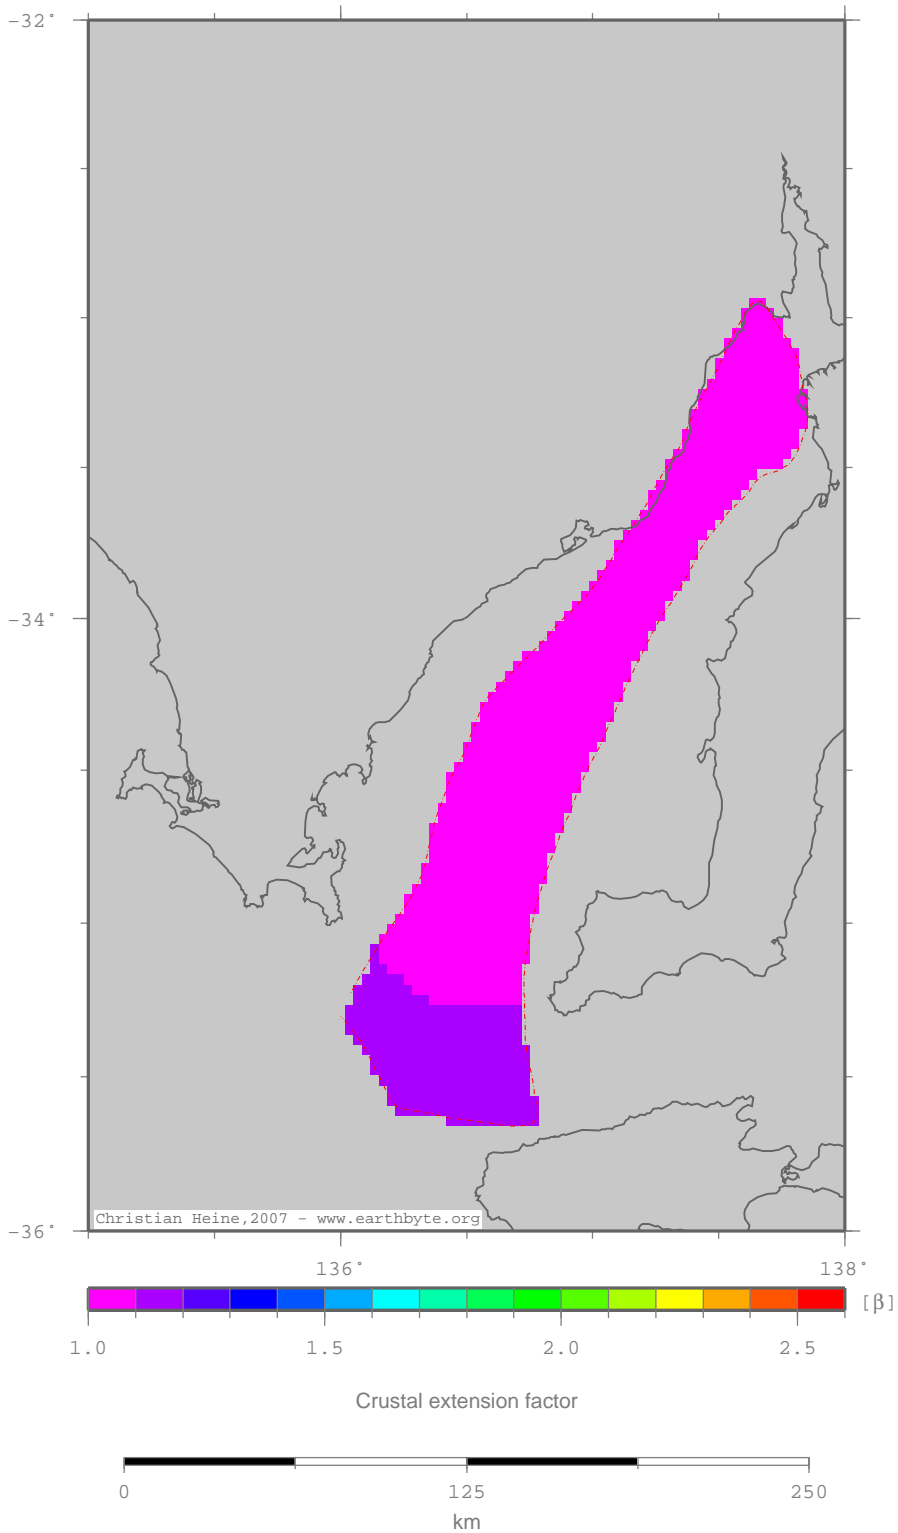 -32°
-34°
-36°
Christian Heine,2007 - www.earthbyte.org
136° 138°
[β]
1.0 1.5 2.0 2.5
Crustal extension factor
0 125 250
km